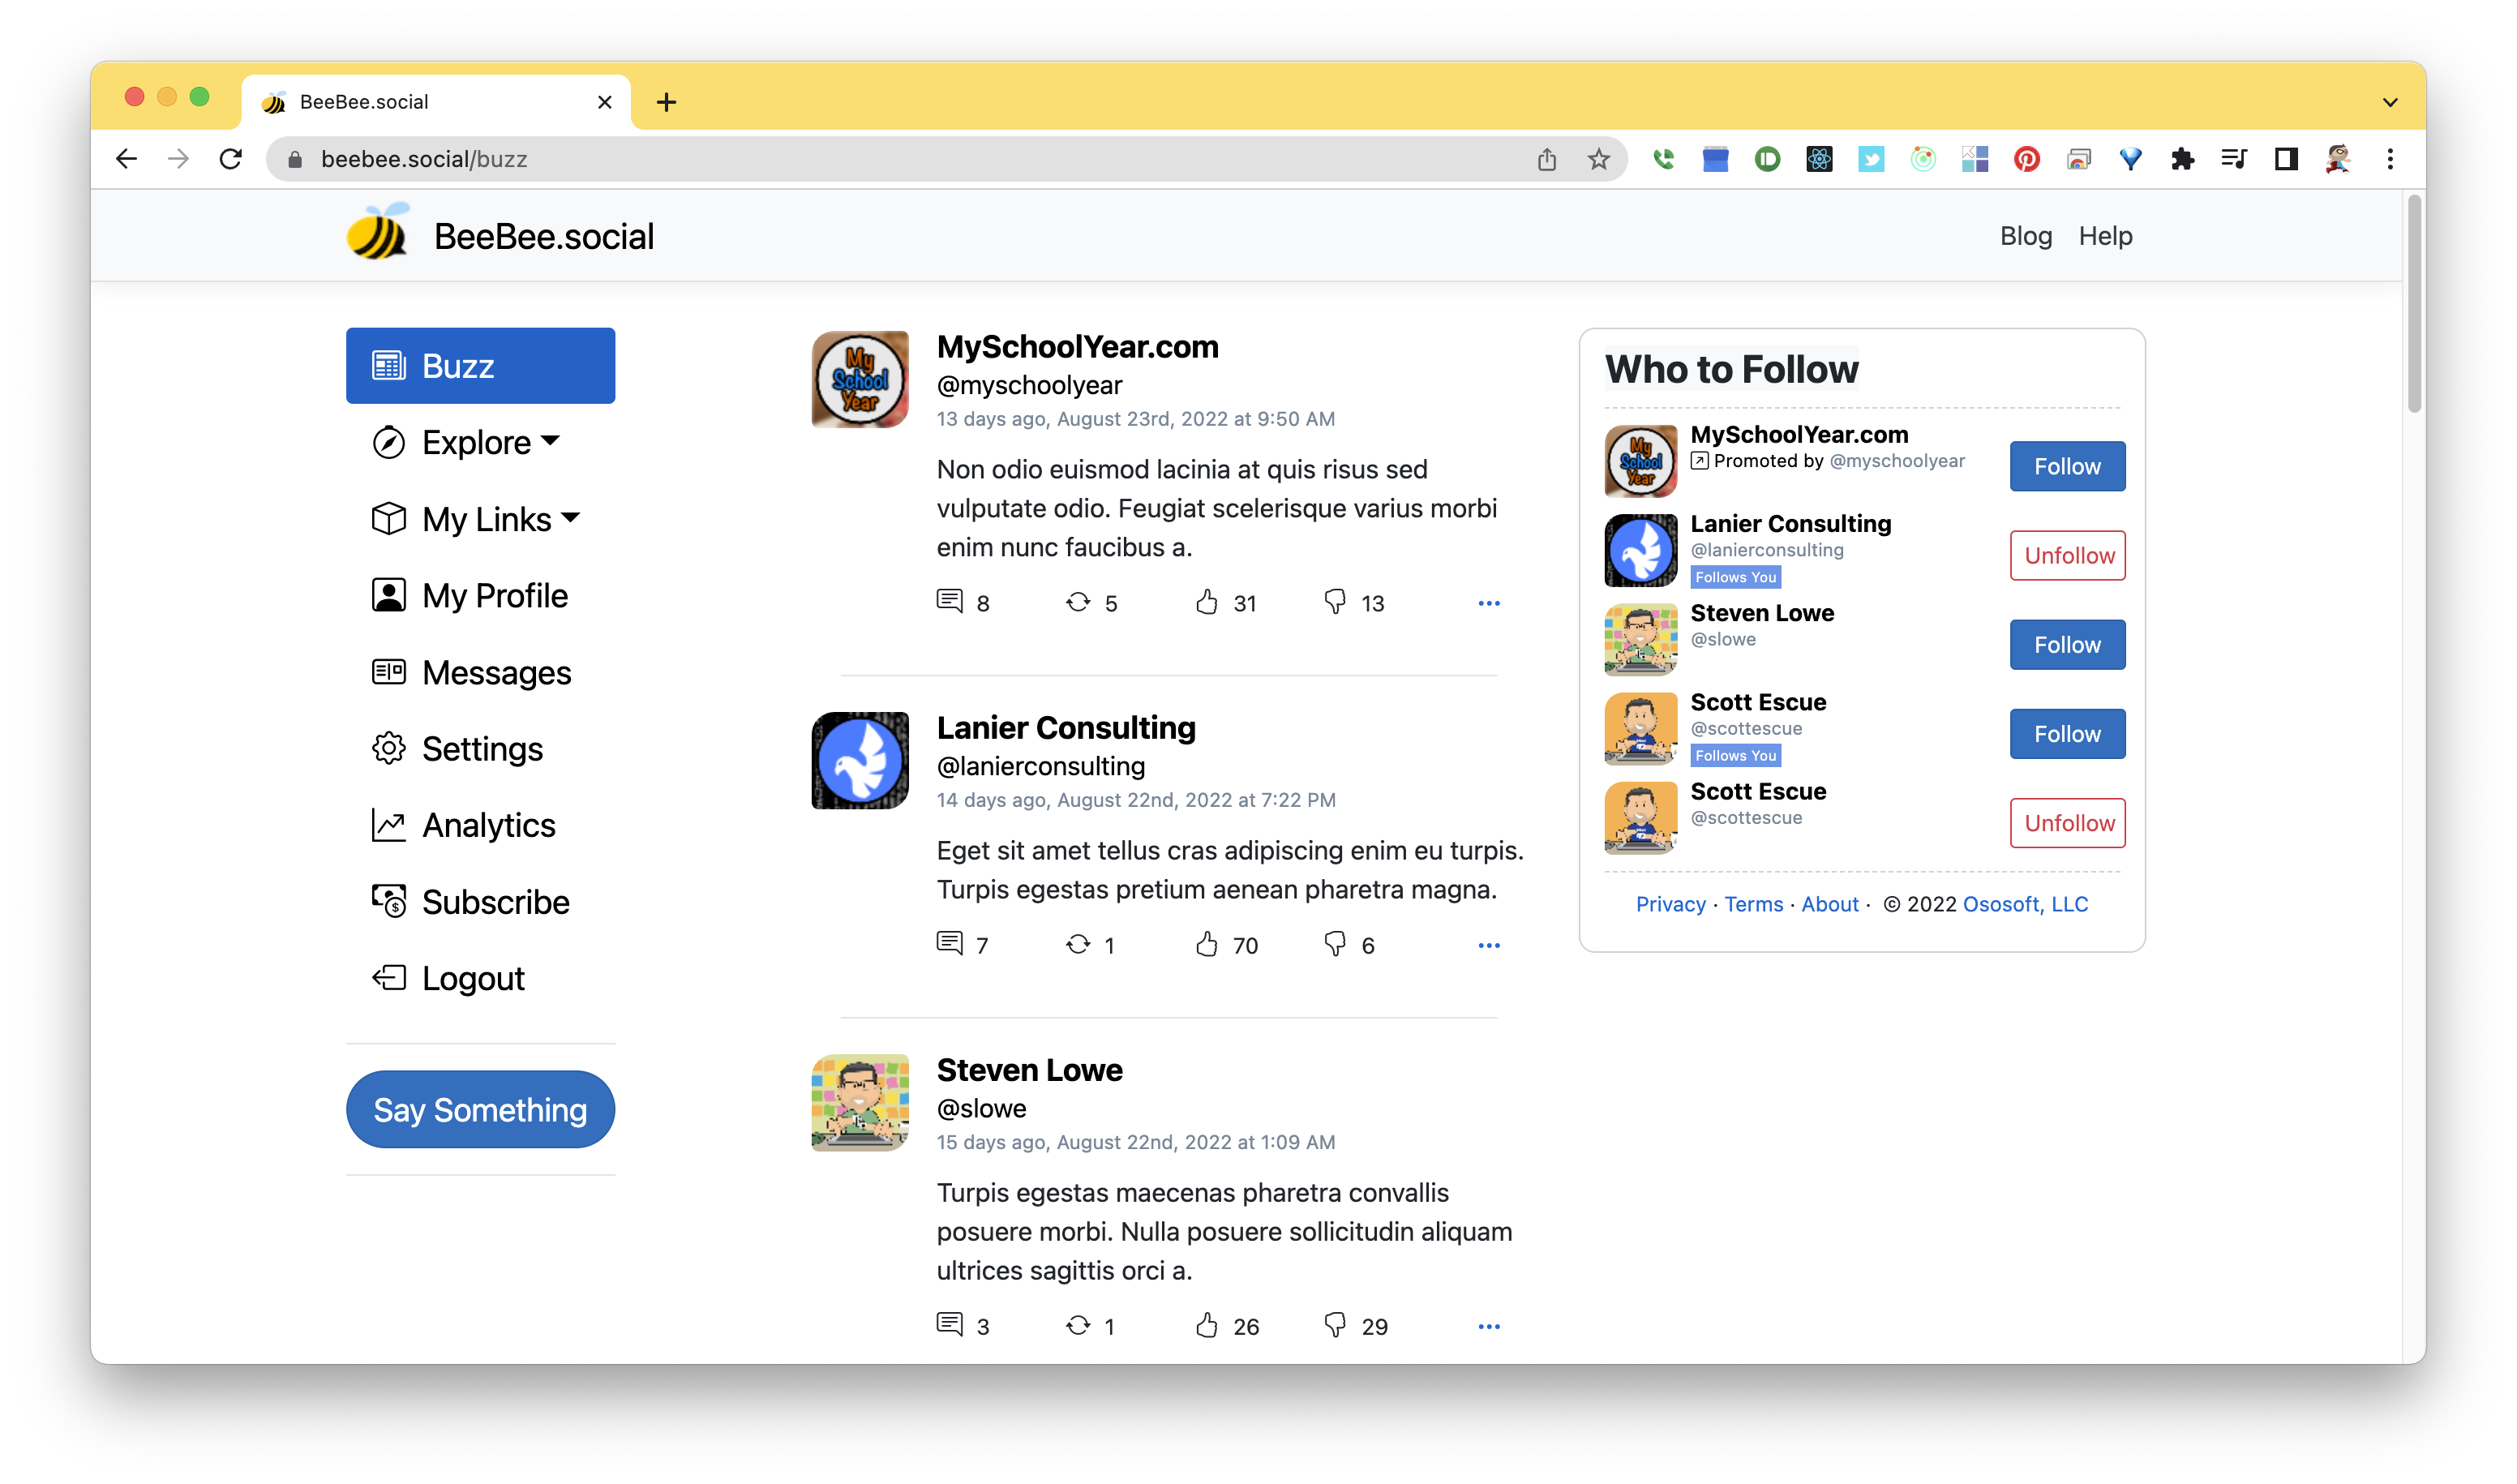 BeeBee.social
beebee.social/buzz
BeeBee.social
Blog Help
Buzz
Explore
My Links
My Profile
Messages
Settings
Analytics
Subscribe
Logout
Say Something
My School Year
MySchoolYear.com
@myschoolyear
13 days ago, August 23rd, 2022 at 9:50 AM
Non odio euismod lacinia at quis risus sed
vulputate odio. Feugiat scelerisque varius morbi
enim nunc faucibus a.
8 5 31 13
Lanier Consulting
@lanierconsulting
14 days ago, August 22nd, 2022 at 7:22 PM
Eget sit amet tellus cras adipiscing enim eu turpis.
Turpis egestas pretium aenean pharetra magna.
7 1 70 6
Steven Lowe
@slowe
15 days ago, August 22nd, 2022 at 1:09 AM
Turpis egestas maecenas pharetra convallis
posuere morbi. Nulla posuere sollicitudin aliquam
ultrices sagittis orci a.
3 1 26 29
Who to Follow
My School Year
MySchoolYear.com
Promoted by @myschoolyear
Follow
Lanier Consulting
@lanierconsulting
Follows You
Unfollow
Steven Lowe
@slowe
Follow
Scott Escue
@scottescue
Follows You
Follow
Scott Escue
@scottescue
Unfollow
Privacy · Terms · About · © 2022 Ososoft, LLC